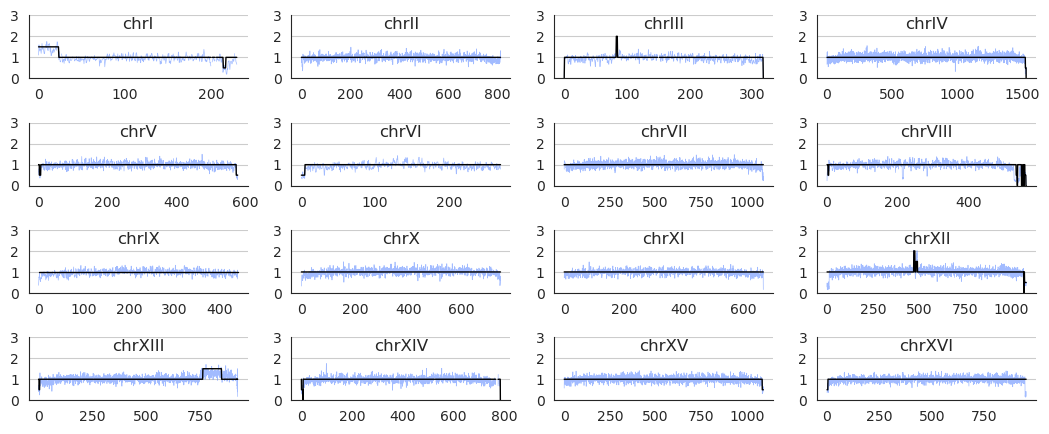 3 chrI 3 chrII 3 chrIII 3 chrIV
2 2 2 2
1 1 1 1
0 0 0 0
0 100 200 0 200 400 600 800 0 100 200 300 0 500 1000 1500
3 chrV 3 chrVI 3 chrVII 3 chrVIII
2 2 2 2
1 1 1 1
0 0 0 0
0 200 400 600 0 100 200 0 250 500 750 1000 0 200 400
3 chrIX 3 chrX 3 chrXI 3 chrXII
2 2 2 2
1 1 1 1
0 0 0 0
0 100 200 300 400 0 200 400 600 0 200 400 600 0 250 500 750 1000
3 chrXIII 3 chrXIV 3 chrXV 3 chrXVI
2 2 2 2
1 1 1 1
0 0 0 0
0 250 500 750 0 200 400 600 800 0 250 500 750 1000 0 250 500 750